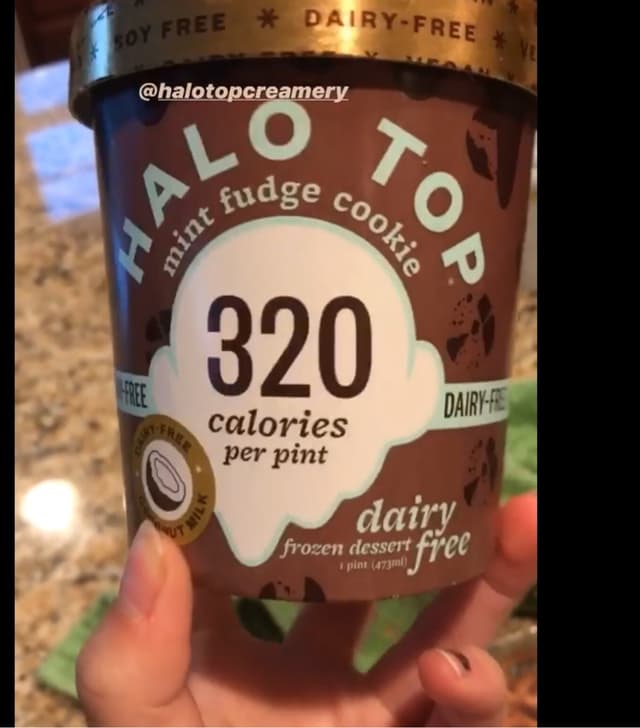 SOY FREE * DAIRY-FREE *
@halotopcreamery
HALO TOP
mint fudge cookie
320
calories
per pint
DAIRY-FREE
dairy
free
frozen dessert
1 pint (473ml)